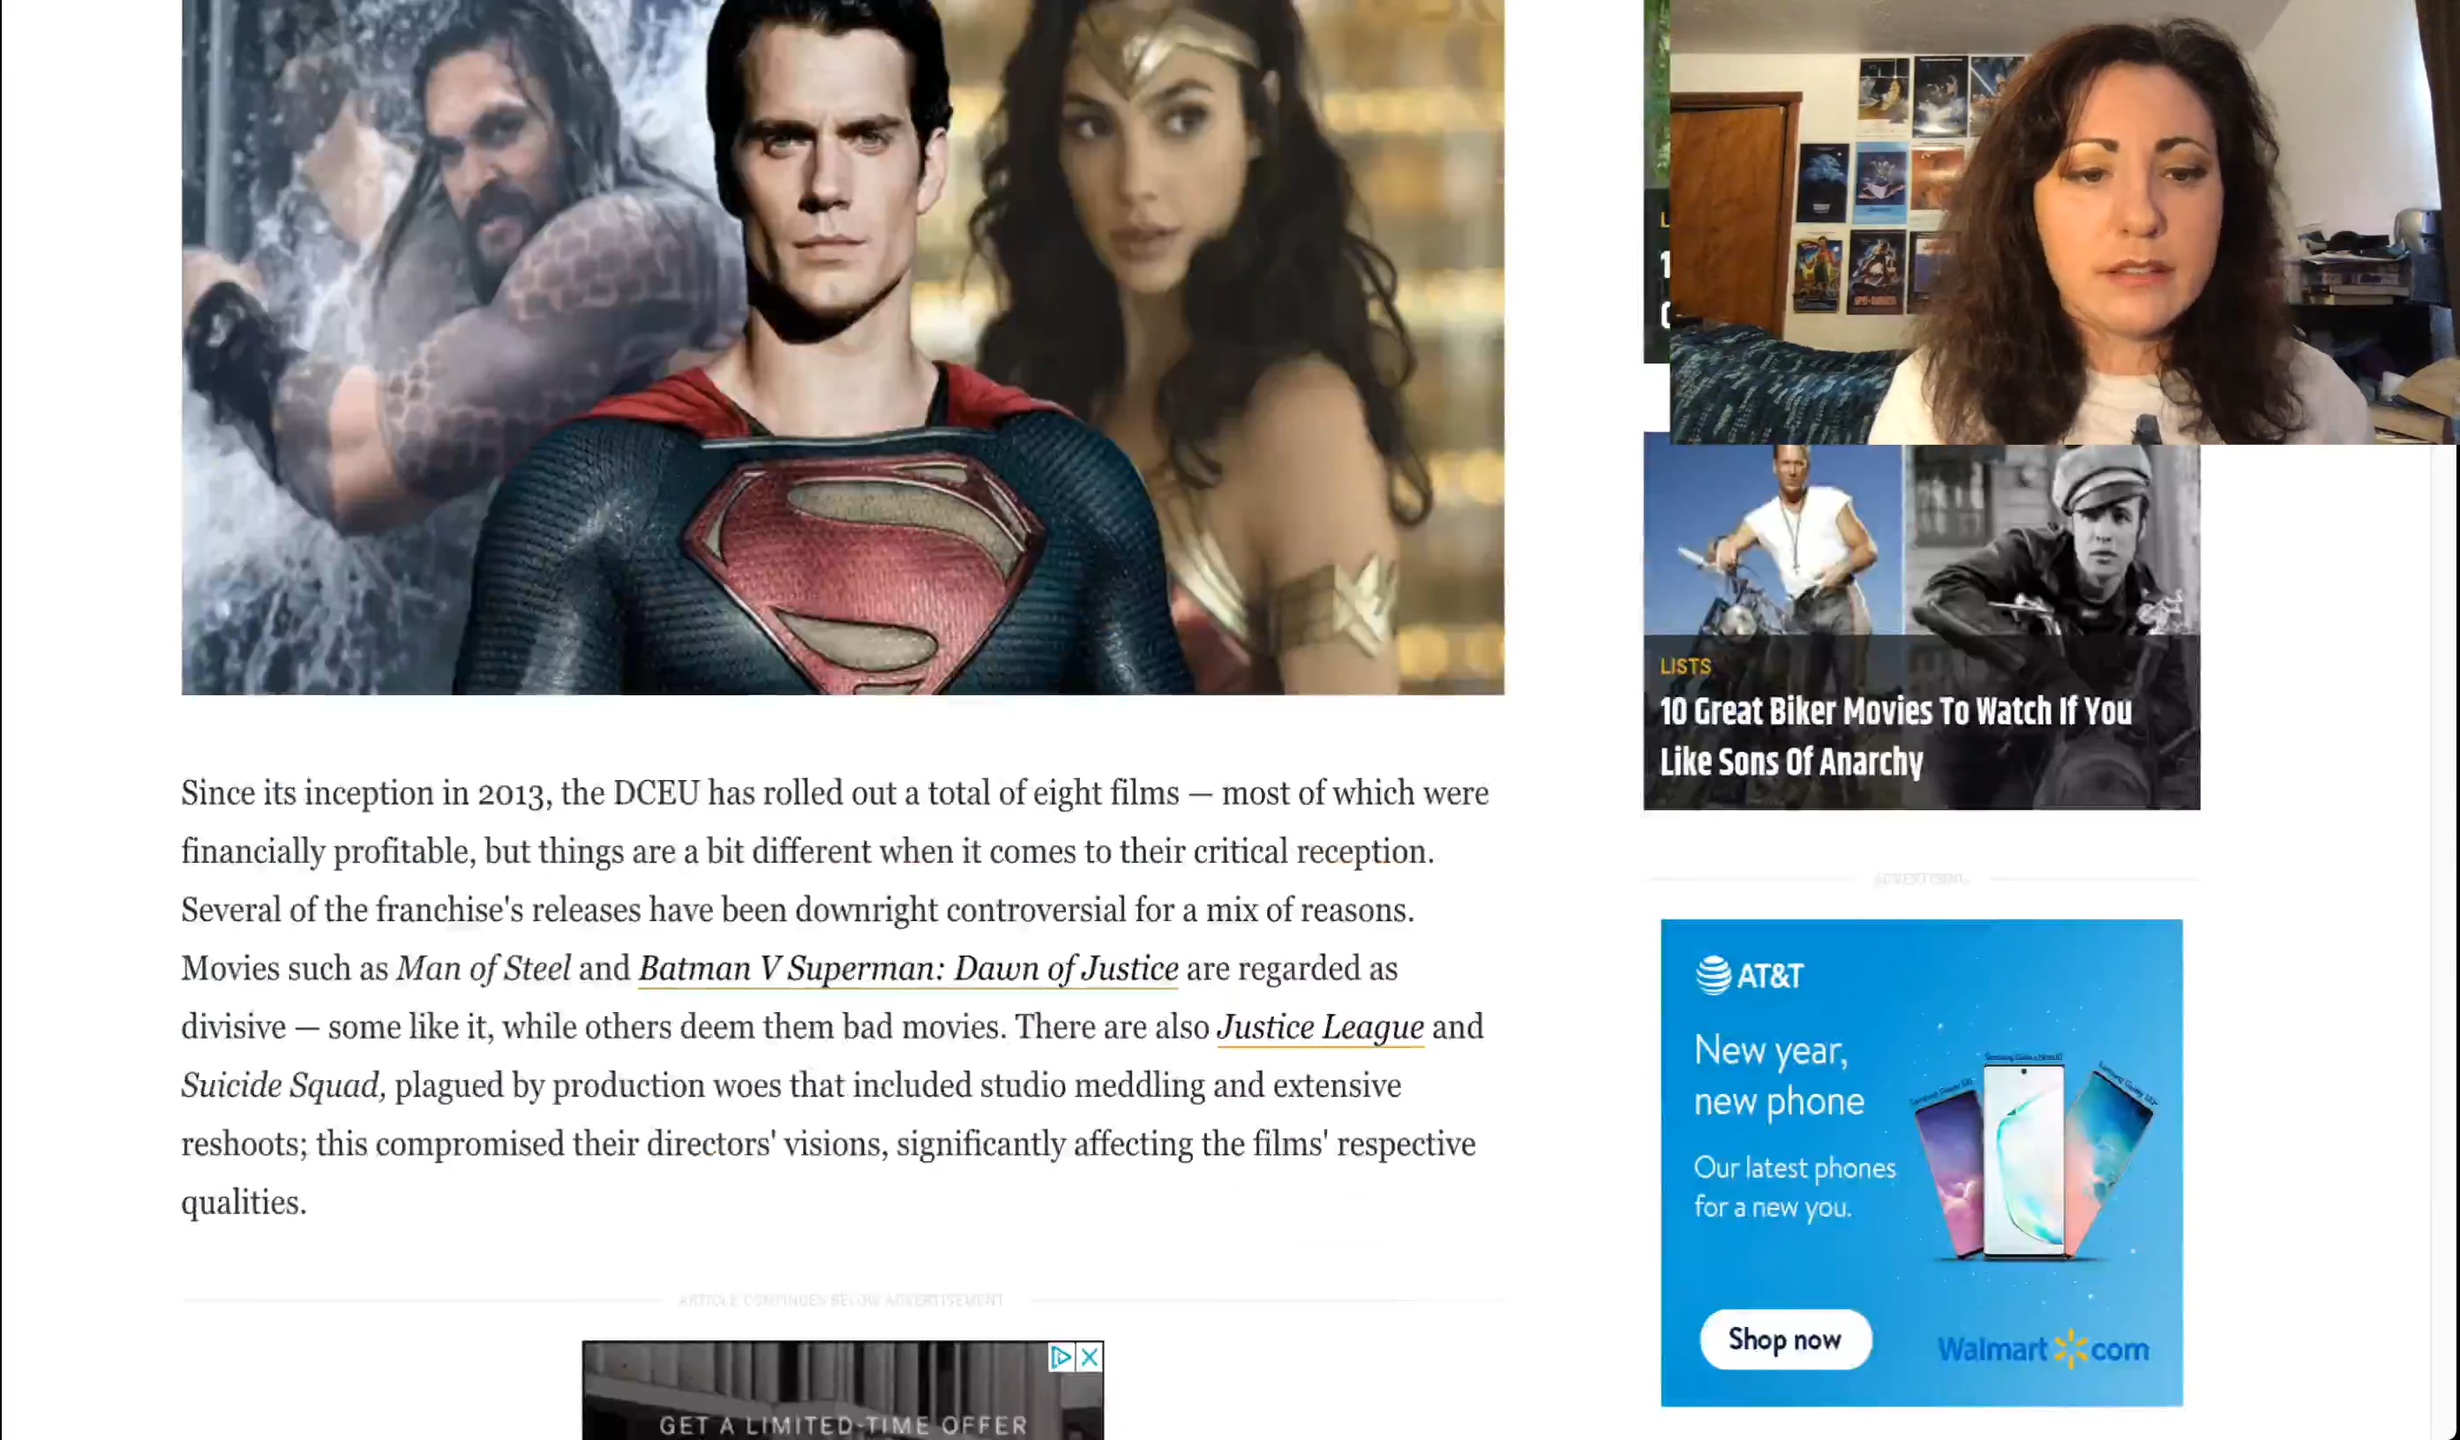 Since its inception in 2013, the DCEU has rolled out a total of eight films — most of which were
financially profitable, but things are a bit different when it comes to their critical reception.
Several of the franchise's releases have been downright controversial for a mix of reasons.
Movies such as Man of Steel and Batman V Superman: Dawn of Justice are regarded as
divisive — some like it, while others deem them bad movies. There are also Justice League and
Suicide Squad, plagued by production woes that included studio meddling and extensive
reshoots; this compromised their directors' visions, significantly affecting the films' respective
qualities.
ARTICLE CONTINUES BELOW ADVERTISEMENT
GET A LIMITED-TIME OFFER
LISTS
10 Great Biker Movies To Watch If You
Like Sons Of Anarchy
AT&T
New year,
new phone
Our latest phones
for a new you.
Shop now
Walmart com